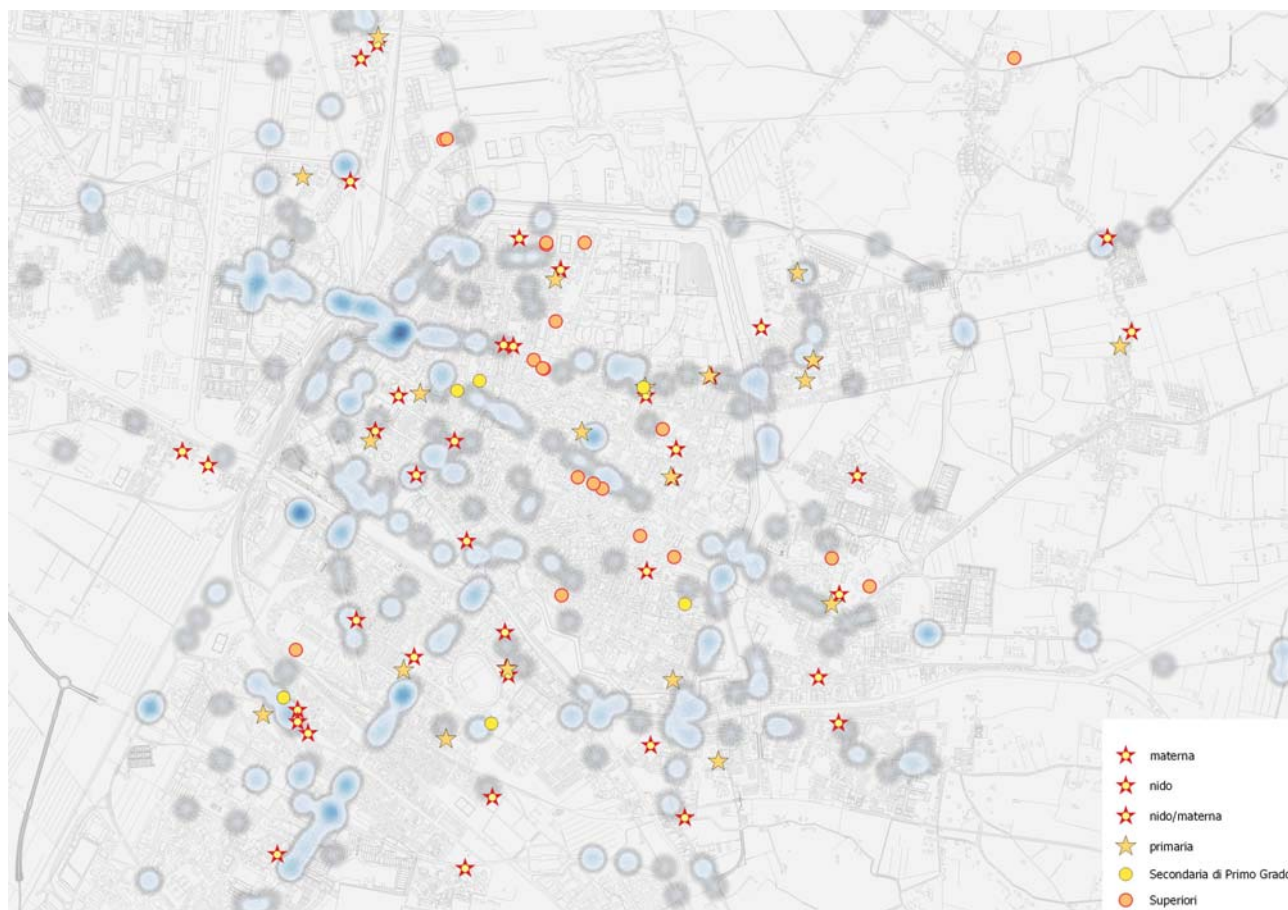 materna
nido
nido/materna
primaria
Secondaria di Primo Grado
Superiori